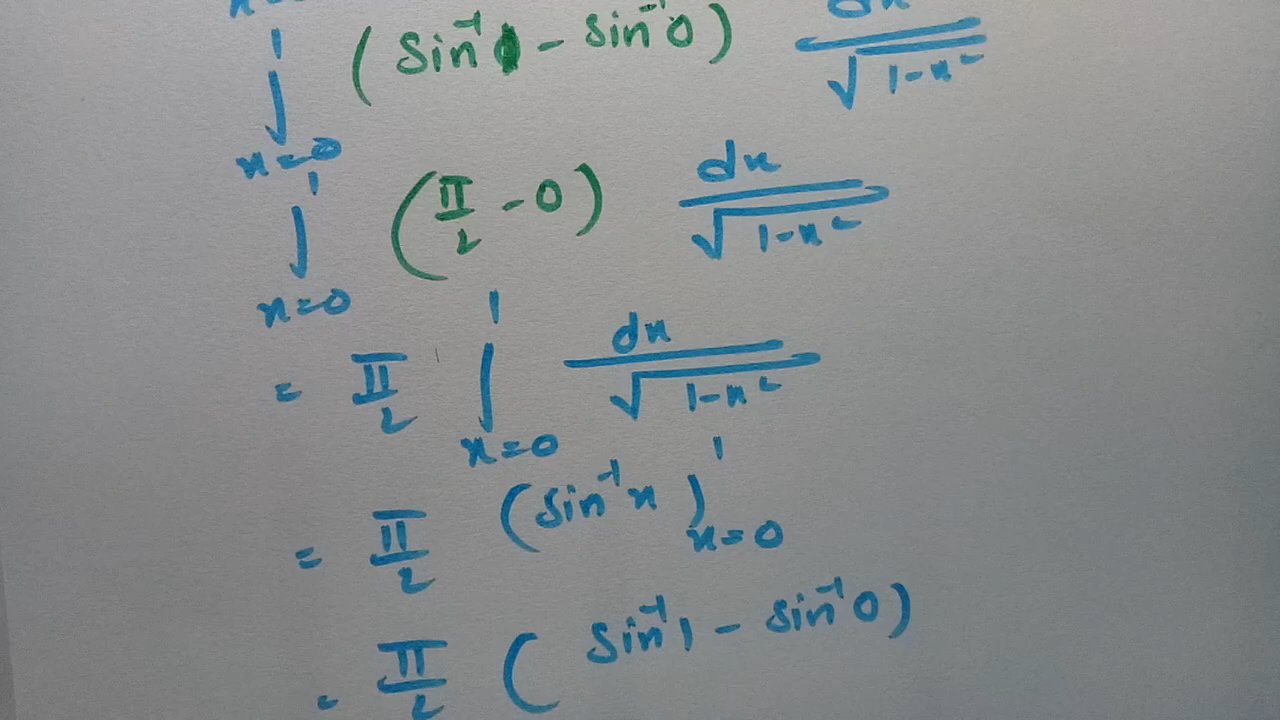 ∫_{x=0}^{1} (sin⁻¹1 - sin⁻¹0) dx/√(1-x²)
∫_{x=0}^{1} (π/2 - 0) dx/√(1-x²)
= π/2 ∫_{x=0}^{1} dx/√(1-x²)
= π/2 (sin⁻¹x)_{x=0}^{1}
= π/2 (sin⁻¹1 - sin⁻¹0)